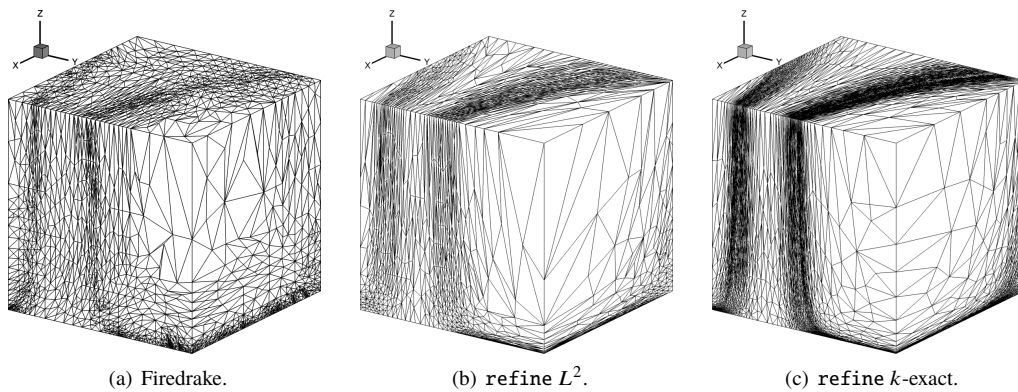 Z
X
Y
Z
X
Y
Z
X
Y
(a) Firedrake.
(b) refine L².
(c) refine k-exact.